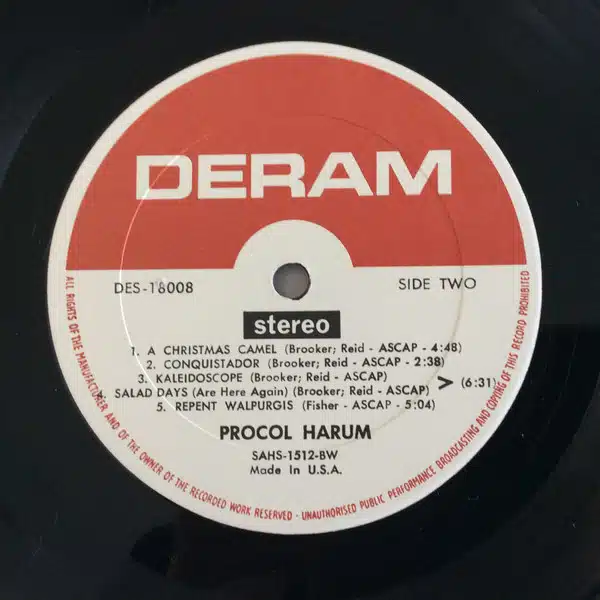 DERAM
DES-18008
SIDE TWO
stereo
1. A CHRISTMAS CAMEL (Brooker; Reid - ASCAP - 4:48)
2. CONQUISTADOR (Brooker; Reid - ASCAP - 2:38)
3. KALEIDOSCOPE (Brooker; Reid - ASCAP)
4. SALAD DAYS (Are Here Again) (Brooker; Reid - ASCAP) > (6:31)
5. REPENT WALPURGIS (Fisher - ASCAP - 5:04)
PROCOL HARUM
SAHS-1512-BW
Made In U.S.A.
ALL RIGHTS OF THE MANUFACTURER AND OF THE OWNER OF THE RECORDED WORK RESERVED - UNAUTHORISED PUBLIC PERFORMANCE BROADCASTING AND COPYING OF THIS RECORD PROHIBITED